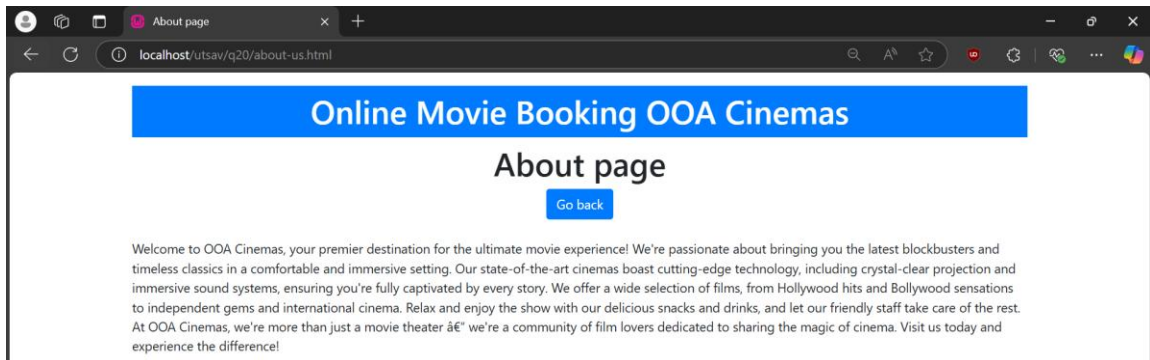 About page
localhost/utsav/q20/about-us.html
Online Movie Booking OOA Cinemas
About page
Go back
Welcome to OOA Cinemas, your premier destination for the ultimate movie experience! We're passionate about bringing you the latest blockbusters and
timeless classics in a comfortable and immersive setting. Our state-of-the-art cinemas boast cutting-edge technology, including crystal-clear projection and
immersive sound systems, ensuring you're fully captivated by every story. We offer a wide selection of films, from Hollywood hits and Bollywood sensations
to independent gems and international cinema. Relax and enjoy the show with our delicious snacks and drinks, and let our friendly staff take care of the rest.
At OOA Cinemas, we're more than just a movie theater â€” we're a community of film lovers dedicated to sharing the magic of cinema. Visit us today and
experience the difference!